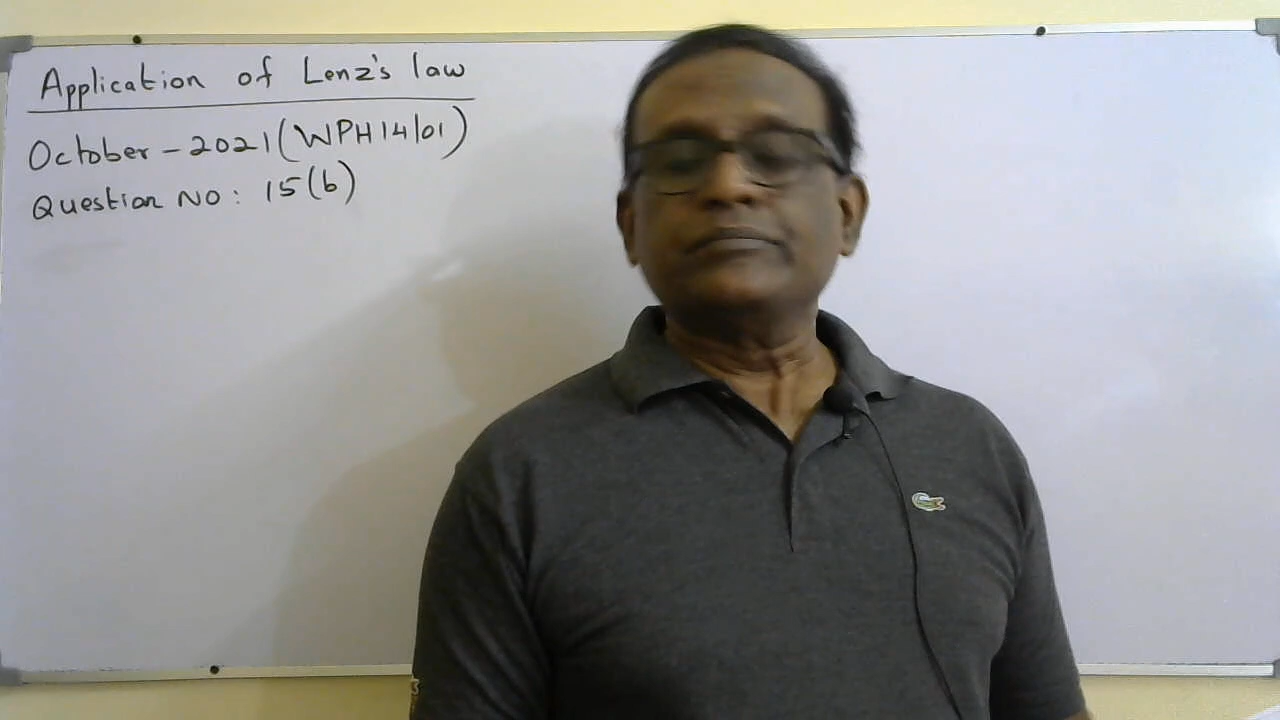 Application of Lenz's law
October - 2021 (WPH14/01)
Question No: 15(b)